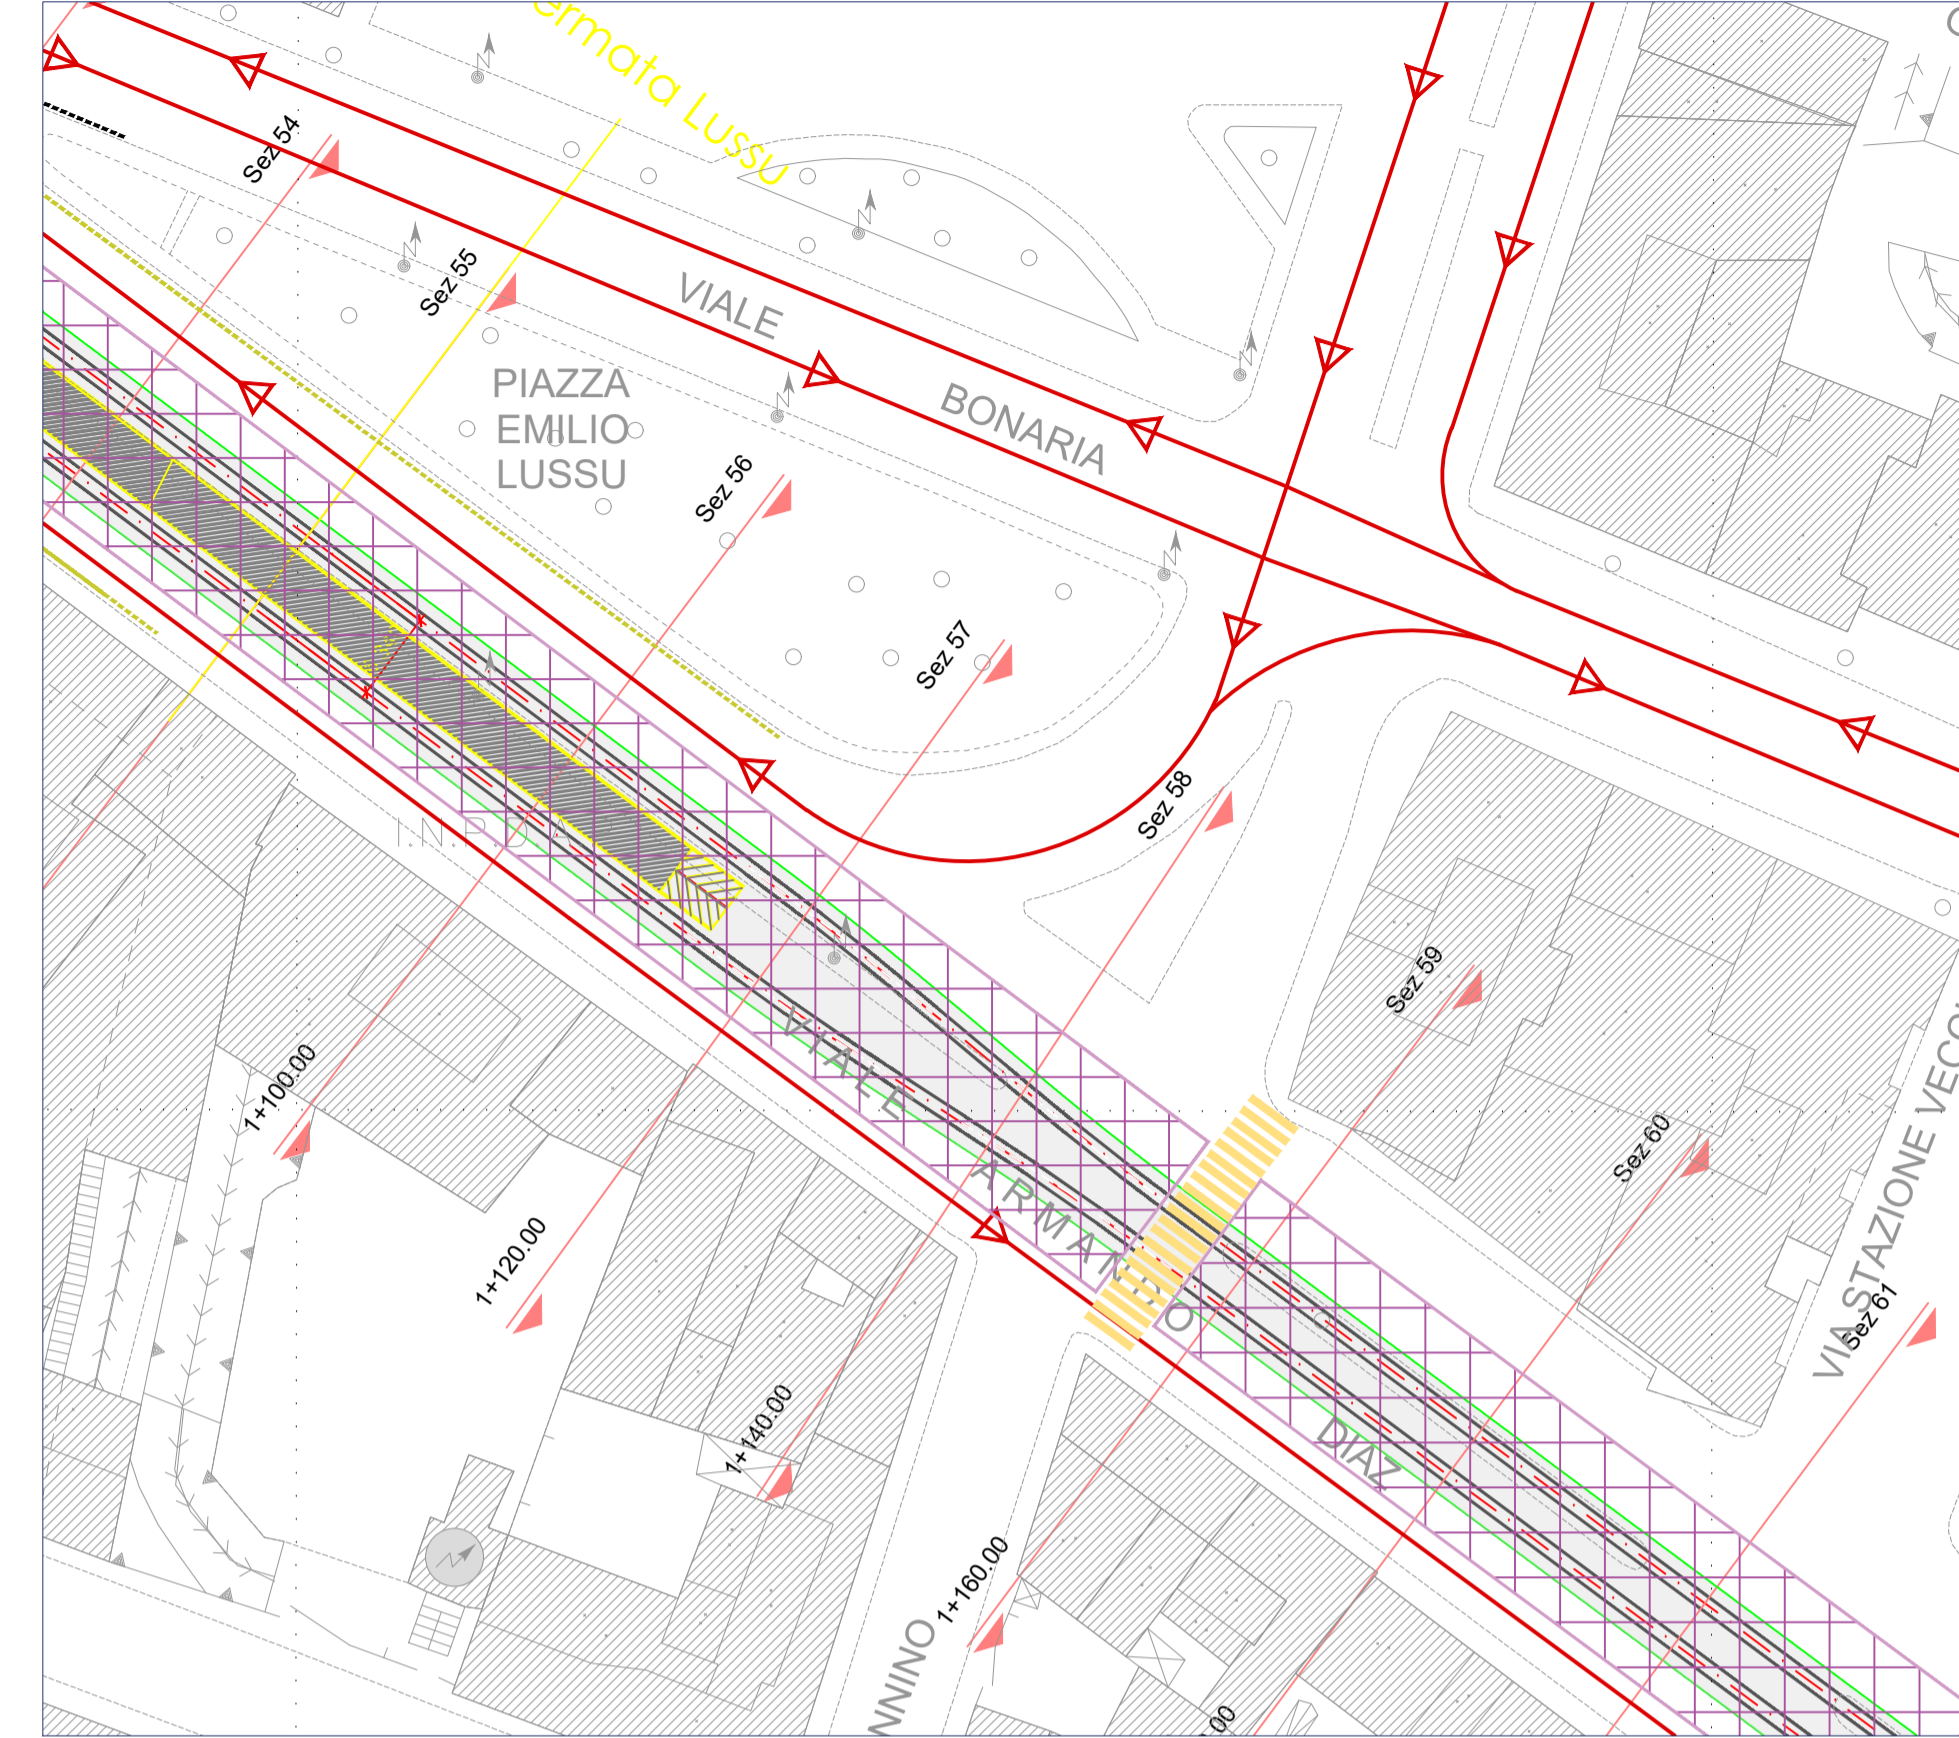 ermata Lussu
Sez 54
Sez 55
VIALE
BONARIA
PIAZZA
EMILIO
LUSSU
Sez 56
Sez 57
Sez 58
I.N.P.D.A.
Sez 59
Sez 60
Sez 61
VIALE
ARMANDO
DIAZ
1+100.00
1+120.00
1+140.00
1+160.00
.00
NNINO
VIA STAZIONE VECC